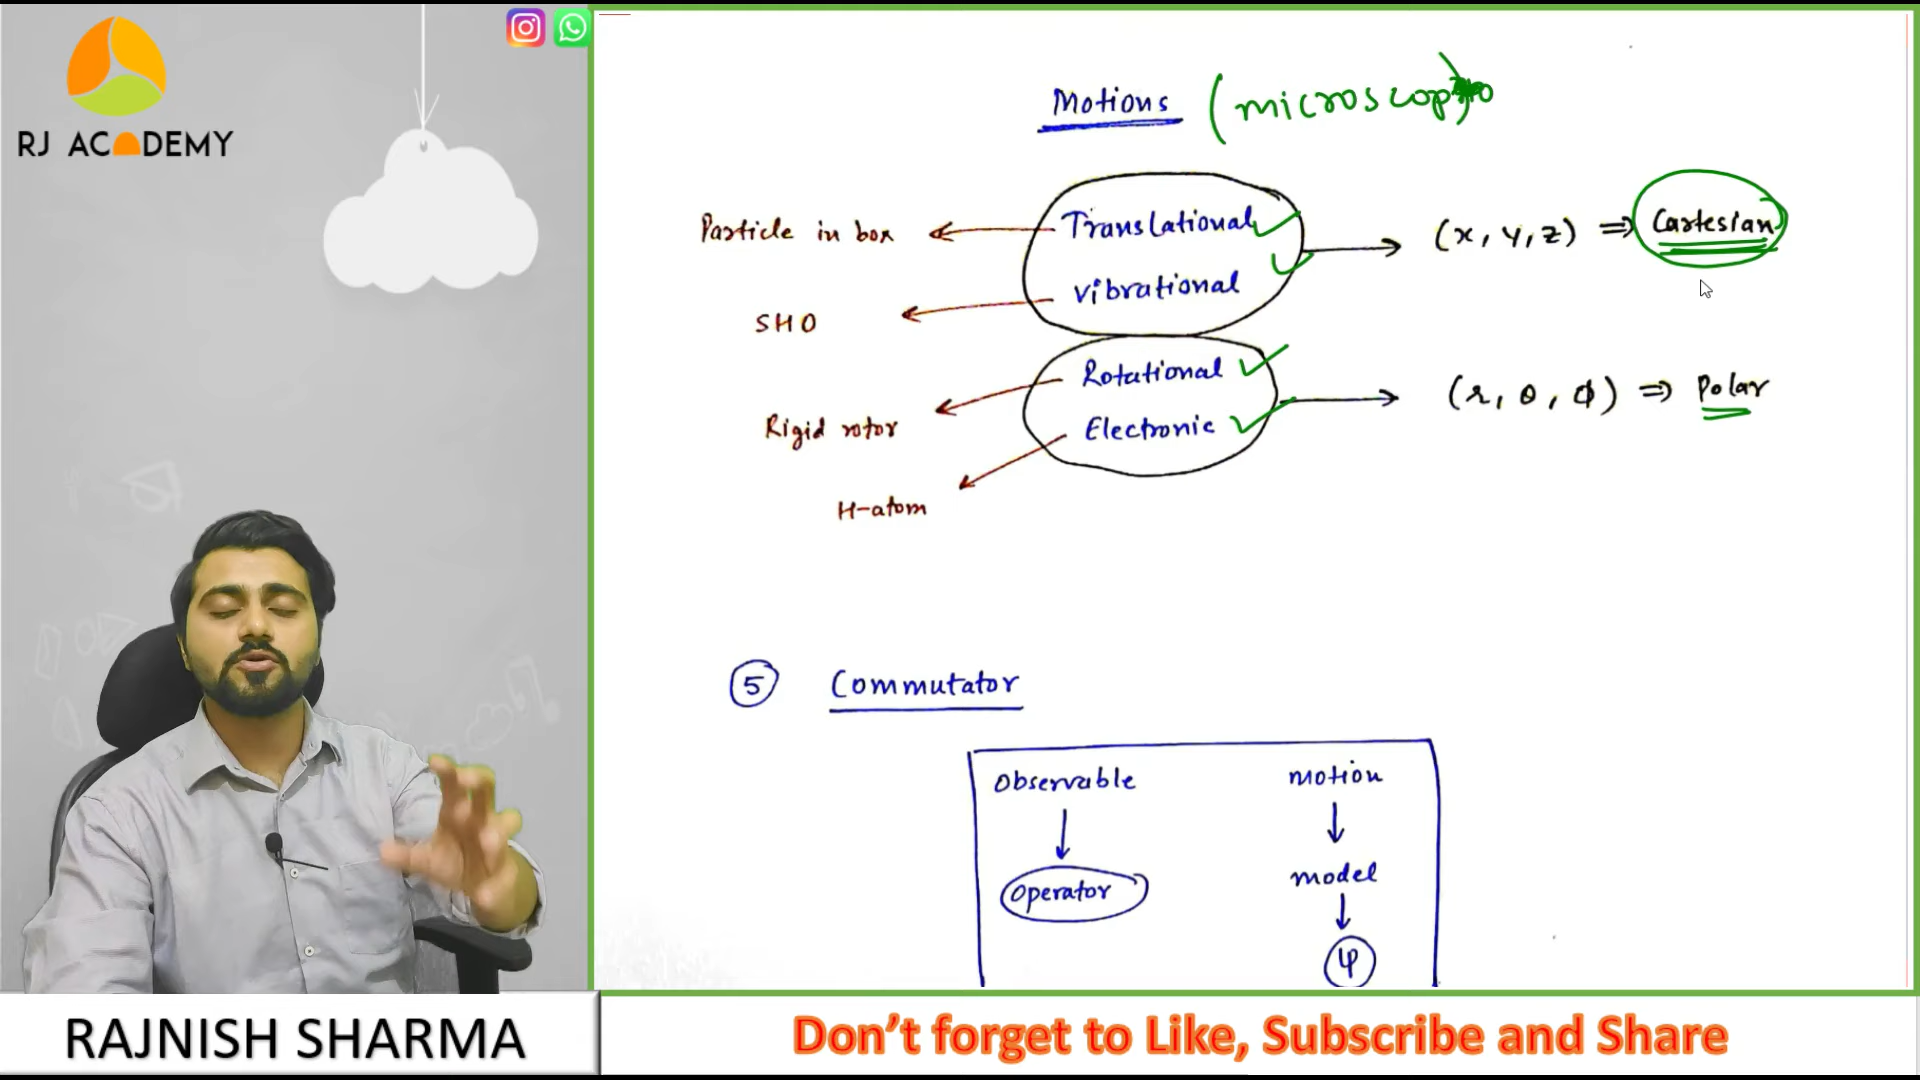 RJ ACADEMY
Motions (microscop
Particle in box
Translational
(x, y, z) ⇒ Cartesian
SHO
vibrational
Rigid rotor
Rotational
(r, θ, φ) ⇒ Polar
Electronic
H-atom
5 Commutator
Observable
Operator
motion
model
ψ
RAJNISH SHARMA
Don't forget to Like, Subscribe and Share